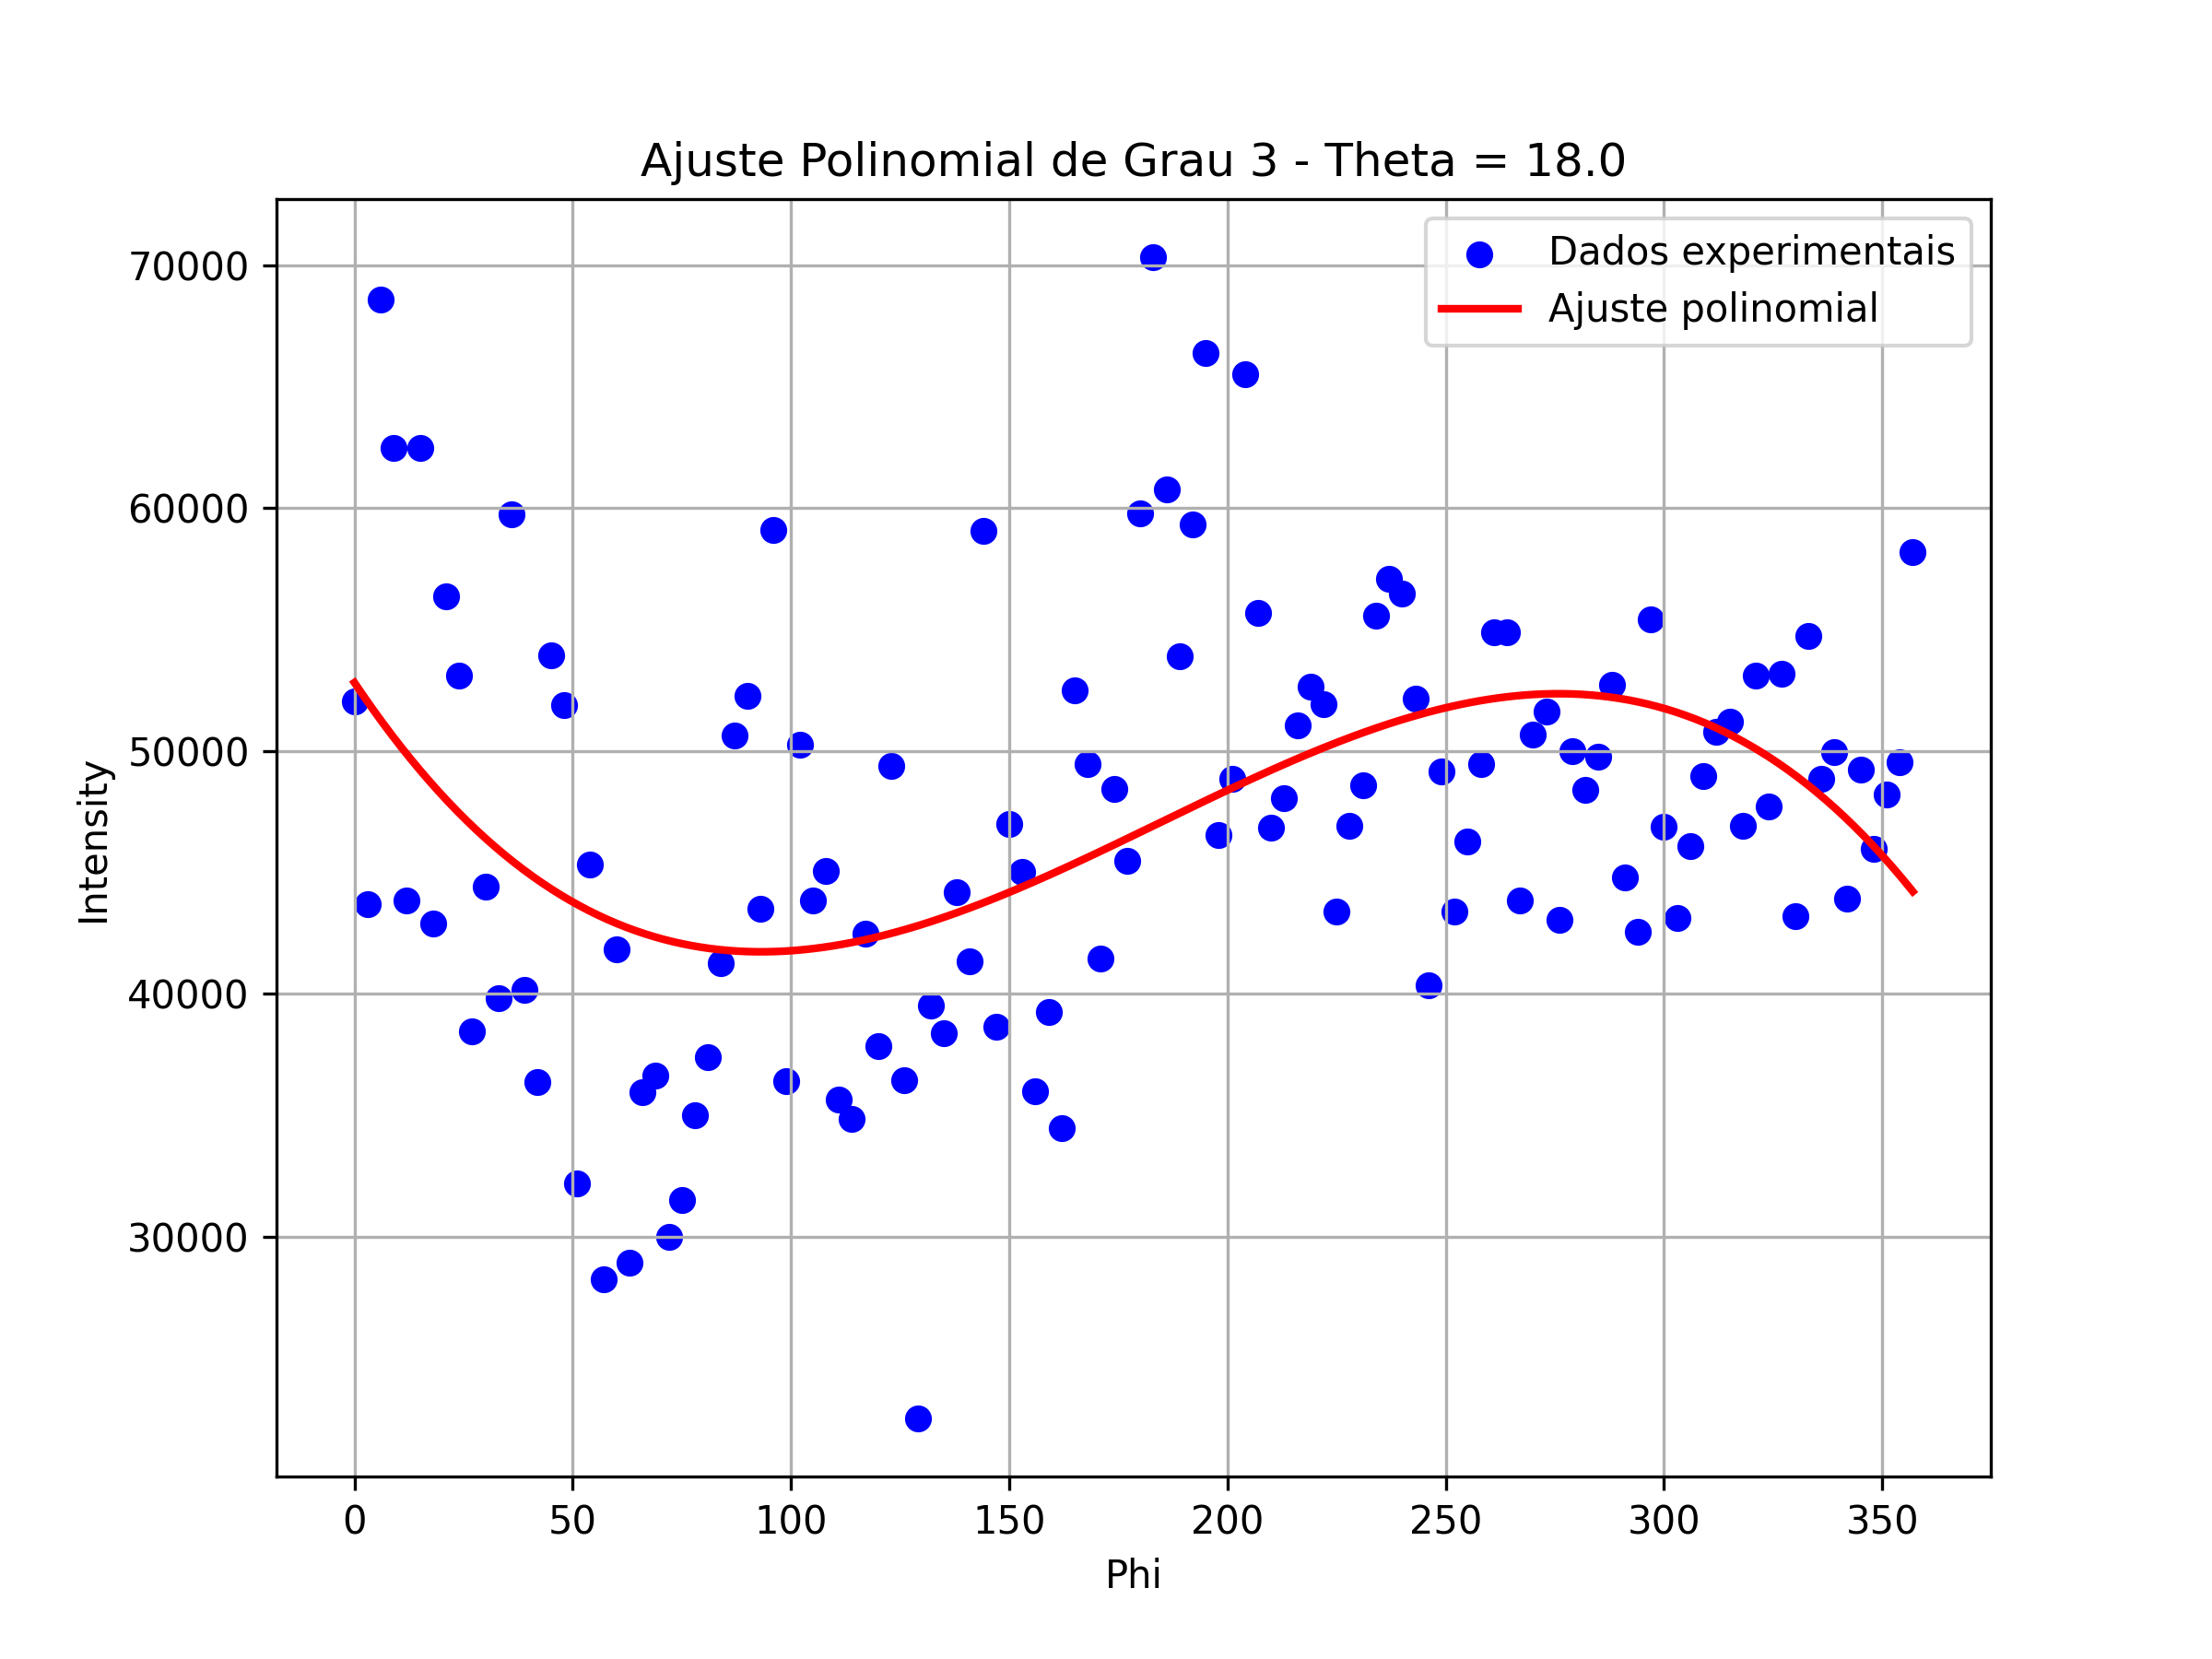 Ajuste Polinomial de Grau 3 - Theta = 18.0
Dados experimentais
Ajuste polinomial
70000
60000
50000
40000
30000
Intensity
0 50 100 150 200 250 300 350
Phi